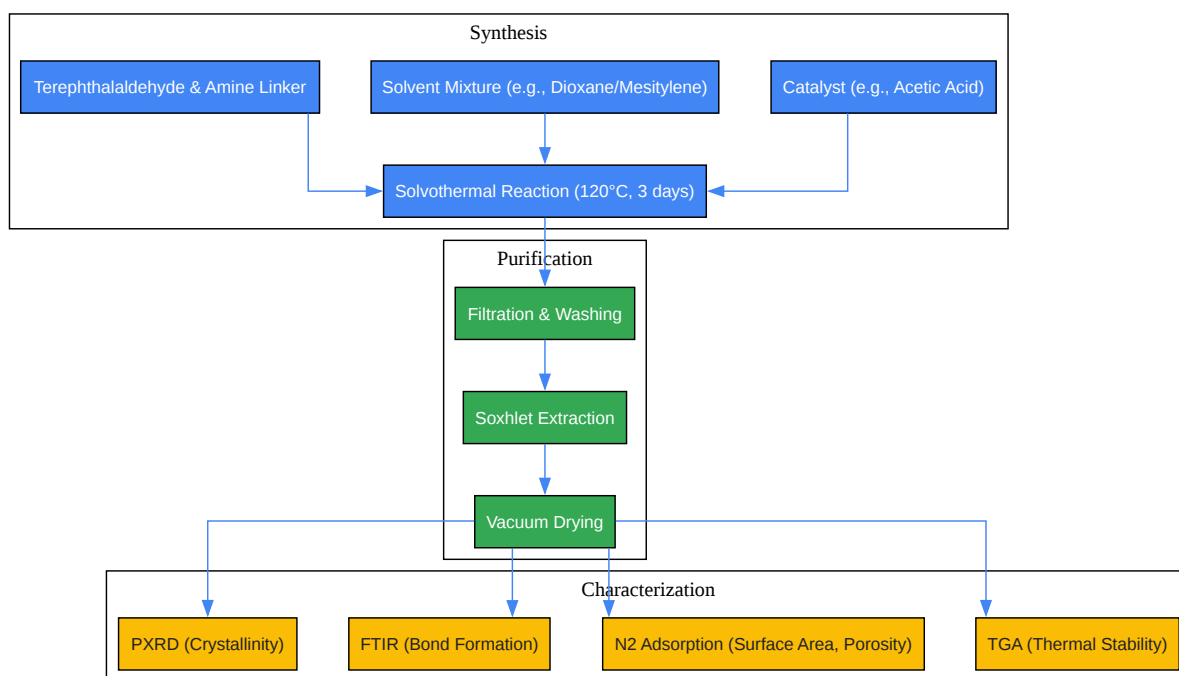 Synthesis
Terephthalaldehyde & Amine Linker
Solvent Mixture (e.g., Dioxane/Mesitylene)
Catalyst (e.g., Acetic Acid)
Solvothermal Reaction (120°C, 3 days)
Purification
Filtration & Washing
Soxhlet Extraction
Vacuum Drying
Characterization
PXRD (Crystallinity)
FTIR (Bond Formation)
N2 Adsorption (Surface Area, Porosity)
TGA (Thermal Stability)